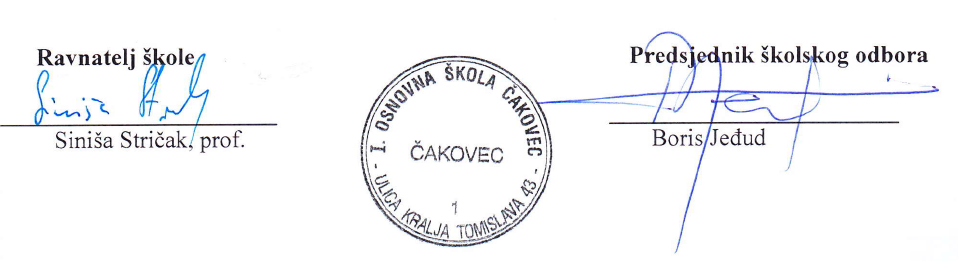 Ravnatelj škole
Siniša Stričak, prof.
I. OSNOVNA ŠKOLA ČAKOVEC
ČAKOVEC
1
- ULICA KRALJA TOMISLAVA 43 -
Predsjednik školskog odbora
Boris Jeđud